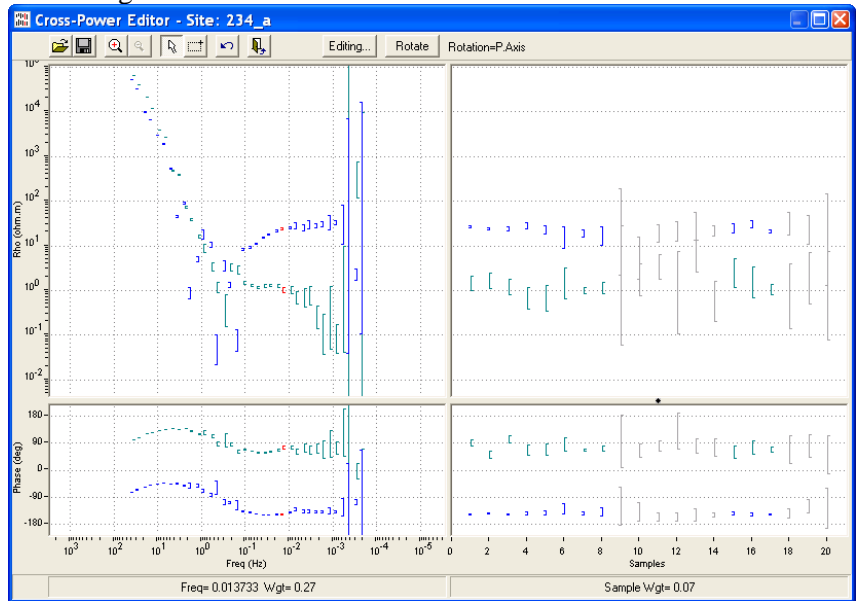 Cross-Power Editor - Site: 234_a
Editing... Rotate Rotation=P.Axis
10^4
10^3
10^2
10^1
10^0
10^-1
10^-2
Rho (ohm.m)
180
90
0
-90
-180
Phase (deg)
10^3 10^2 10^1 10^0 10^-1 10^-2 10^-3 10^-4 10^-5
Freq (Hz)
0 2 4 6 8 10 12 14 16 18 20
Samples
Freq= 0.013733 Wgt= 0.27
Sample Wgt= 0.07